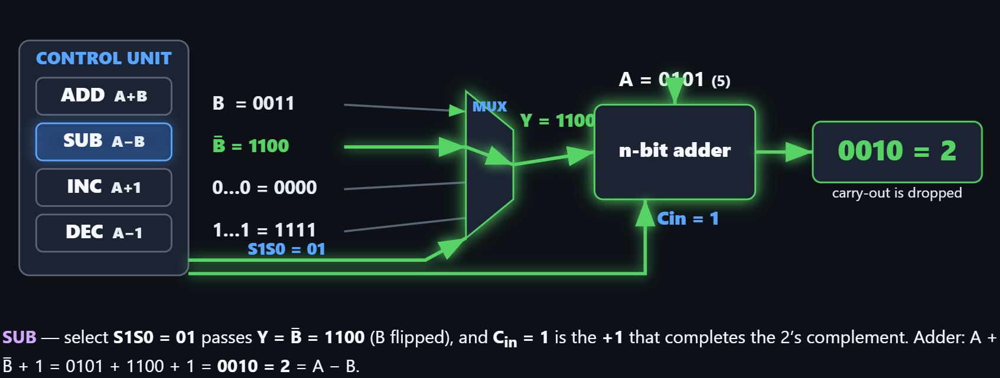 CONTROL UNIT
ADD A+B
SUB A−B
INC A+1
DEC A−1
B = 0011
B̅ = 1100
0...0 = 0000
1...1 = 1111
S1S0 = 01
MUX
Y = 1100
A = 0101 (5)
n-bit adder
Cin = 1
0010 = 2
carry-out is dropped
SUB — select S1S0 = 01 passes Y = B̅ = 1100 (B flipped), and Cin = 1 is the +1 that completes the 2’s complement. Adder: A +
B̅ + 1 = 0101 + 1100 + 1 = 0010 = 2 = A − B.